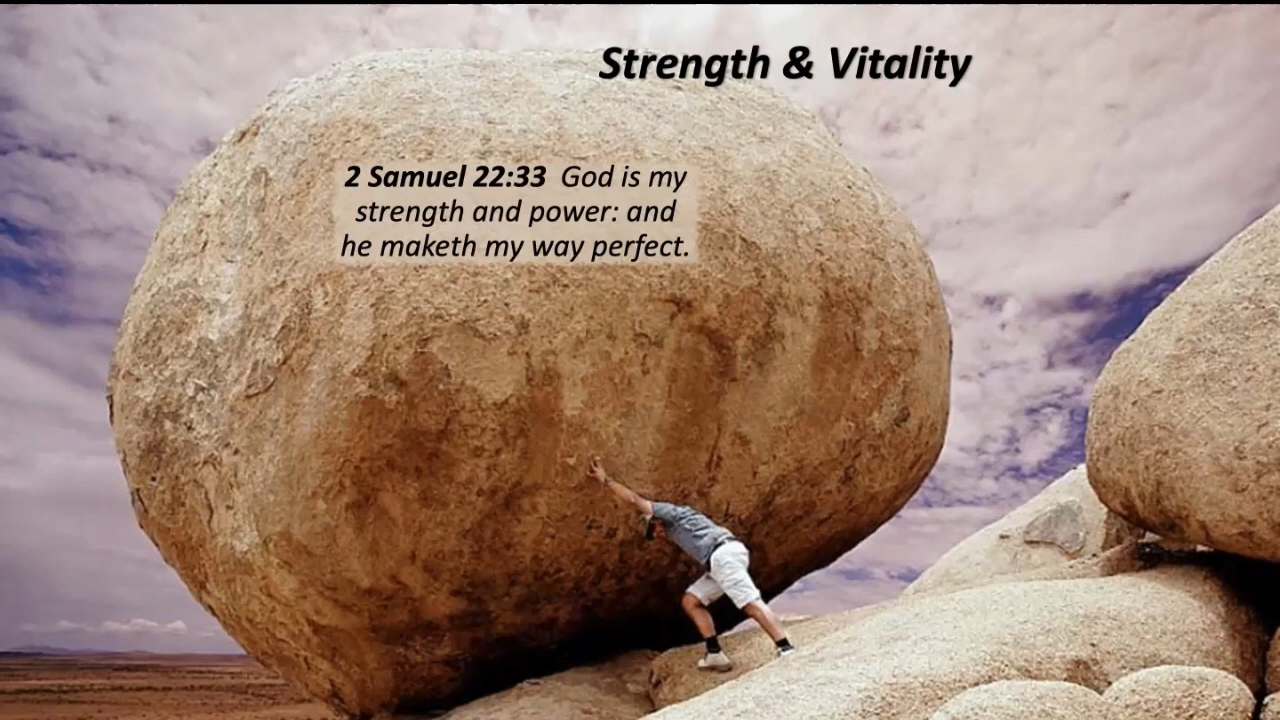 Strength & Vitality
2 Samuel 22:33 God is my
strength and power: and
he maketh my way perfect.